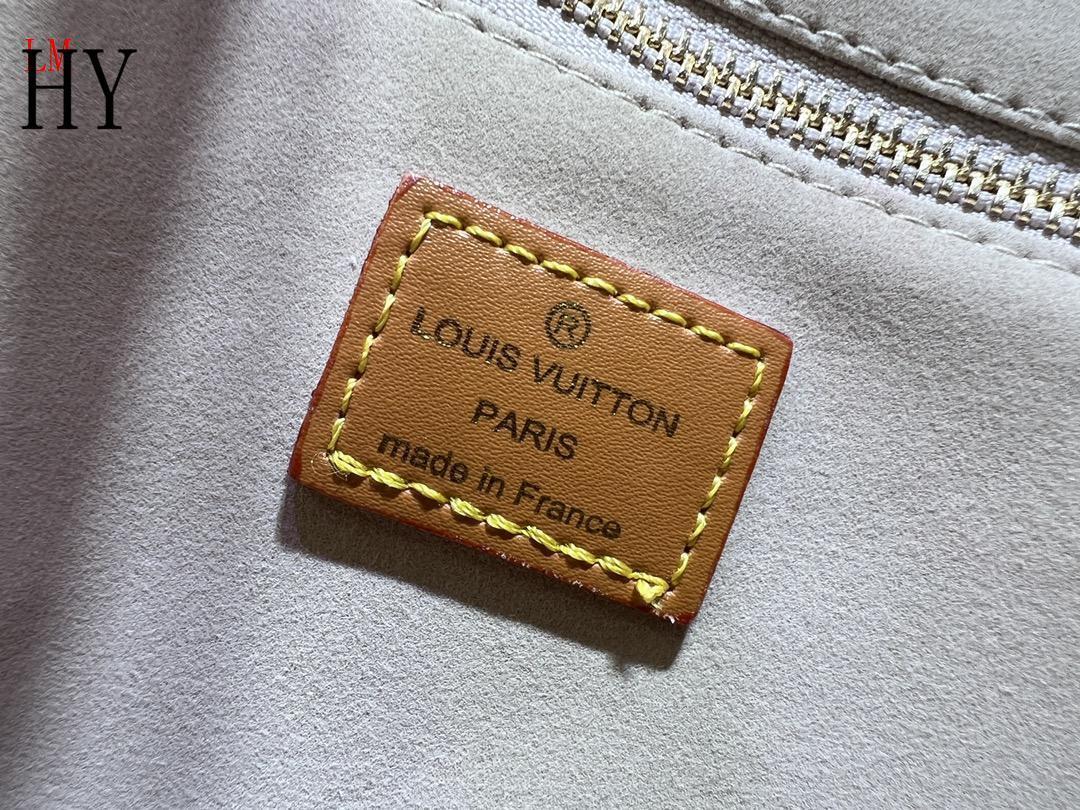 LM
HY
®
LOUIS VUITTON
PARIS
made in France